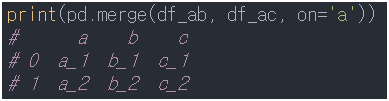 print(pd.merge(df_ab, df_ac, on='a'))
#      a    b    c
# 0  a_1  b_1  c_1
# 1  a_2  b_2  c_2